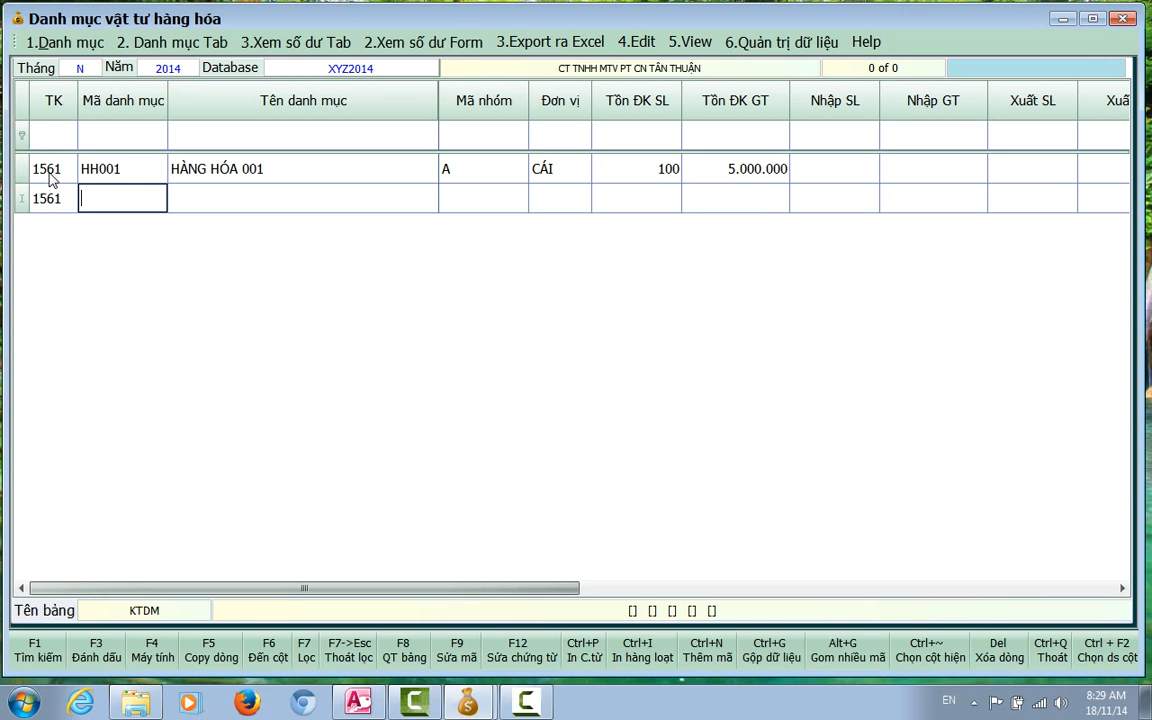 Danh mục vật tư hàng hóa
1.Danh mục 2. Danh mục Tab 3.Xem số dư Tab 2.Xem số dư Form 3.Export ra Excel 4.Edit 5.View 6.Quản trị dữ liệu Help
Tháng N Năm 2014 Database XYZ2014 CT TNHH MTV PT CN TÂN THUẬN 0 of 0
TK Mã danh mục Tên danh mục Mã nhóm Đơn vị Tồn ĐK SL Tồn ĐK GT Nhập SL Nhập GT Xuất SL Xuấ
1561 HH001 HÀNG HÓA 001 A CÁI 100 5.000.000
1561
Tên bảng KTDM [] [] [] [] []
F1 F3 F4 F5 F6 F7 F7->Esc F8 F9 F12 Ctrl+P Ctrl+I Ctrl+N Ctrl+G Alt+G Ctrl+~ Del Ctrl+Q Ctrl + F2
Tìm kiếm Đánh dấu Máy tính Copy dòng Đến cột Lọc Thoát lọc QT bảng Sửa mã Sửa chứng từ In C.từ In hàng loạt Thêm mã Gộp dữ liệu Gom nhiều mã Chọn cột hiện Xóa dòng Thoát Chọn ds cột
EN 8:29 AM
18/11/14